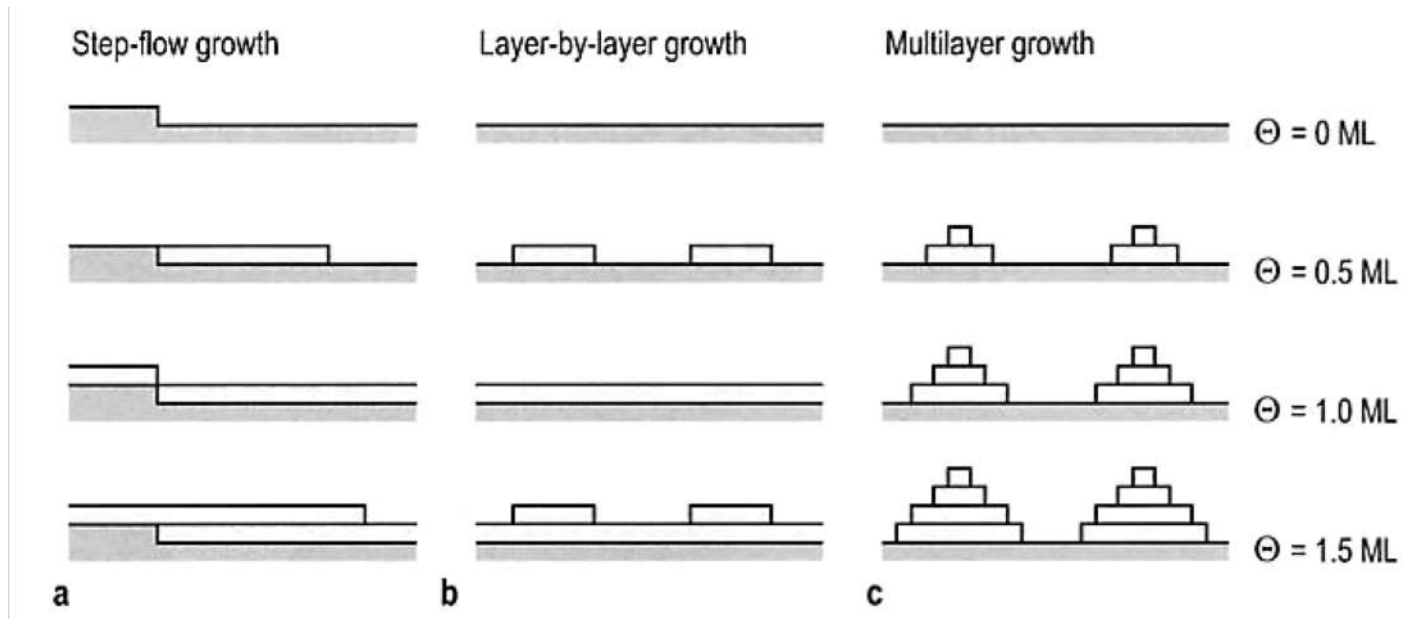 Step-flow growth
Layer-by-layer growth
Multilayer growth
Θ = 0 ML
Θ = 0.5 ML
Θ = 1.0 ML
Θ = 1.5 ML
a
b
c